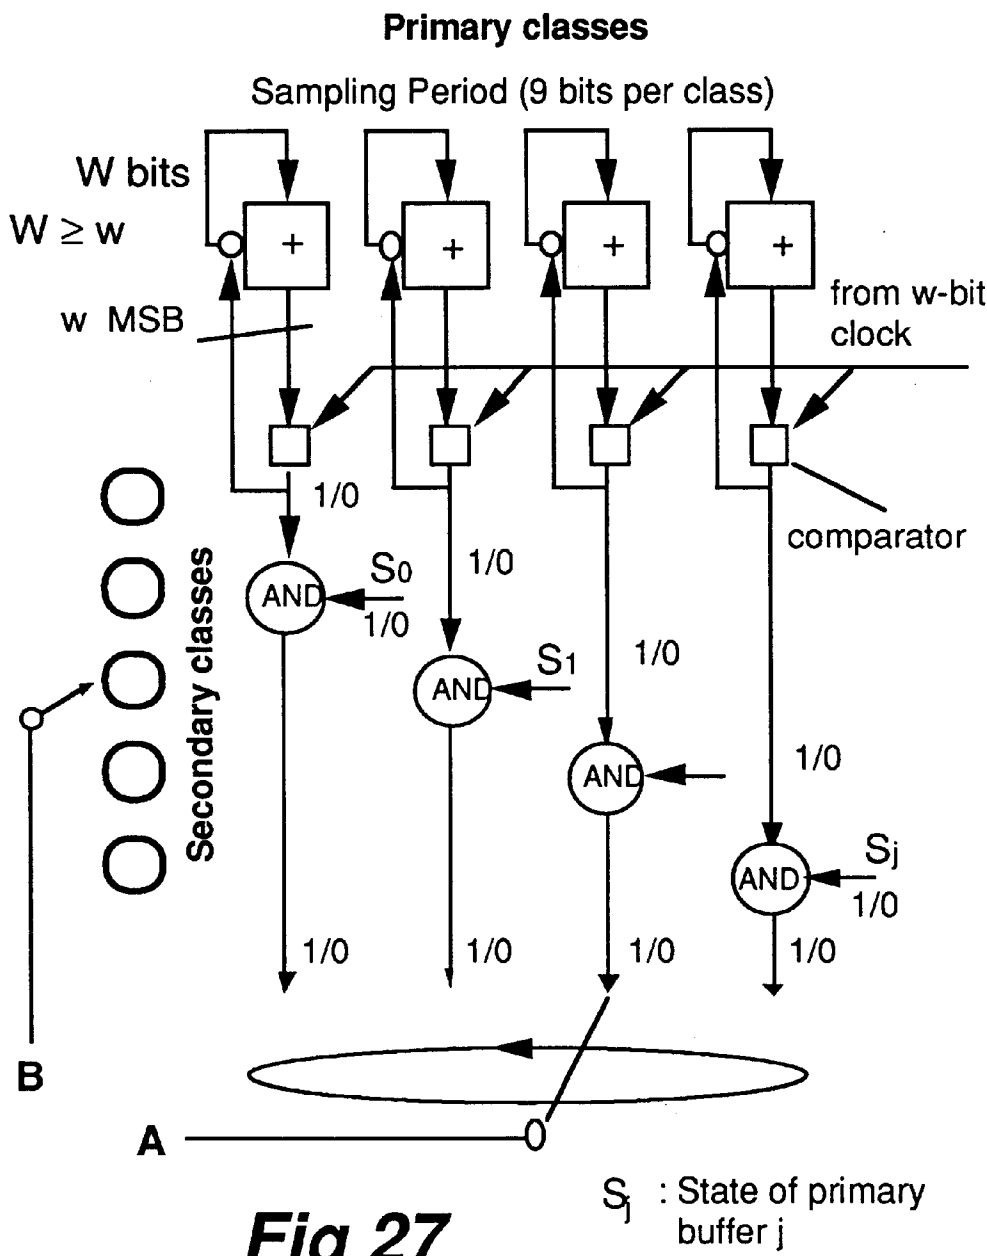 Primary classes
Sampling Period (9 bits per class)
W bits
W ≥ w
+
+
+
+
w MSB
from w-bit
clock
1/0
comparator
Secondary classes
AND
S0
1/0
1/0
AND
S1
1/0
AND
1/0
AND
Sj
1/0
1/0
1/0
1/0
1/0
B
A
Sj : State of primary
buffer j
Fig 27